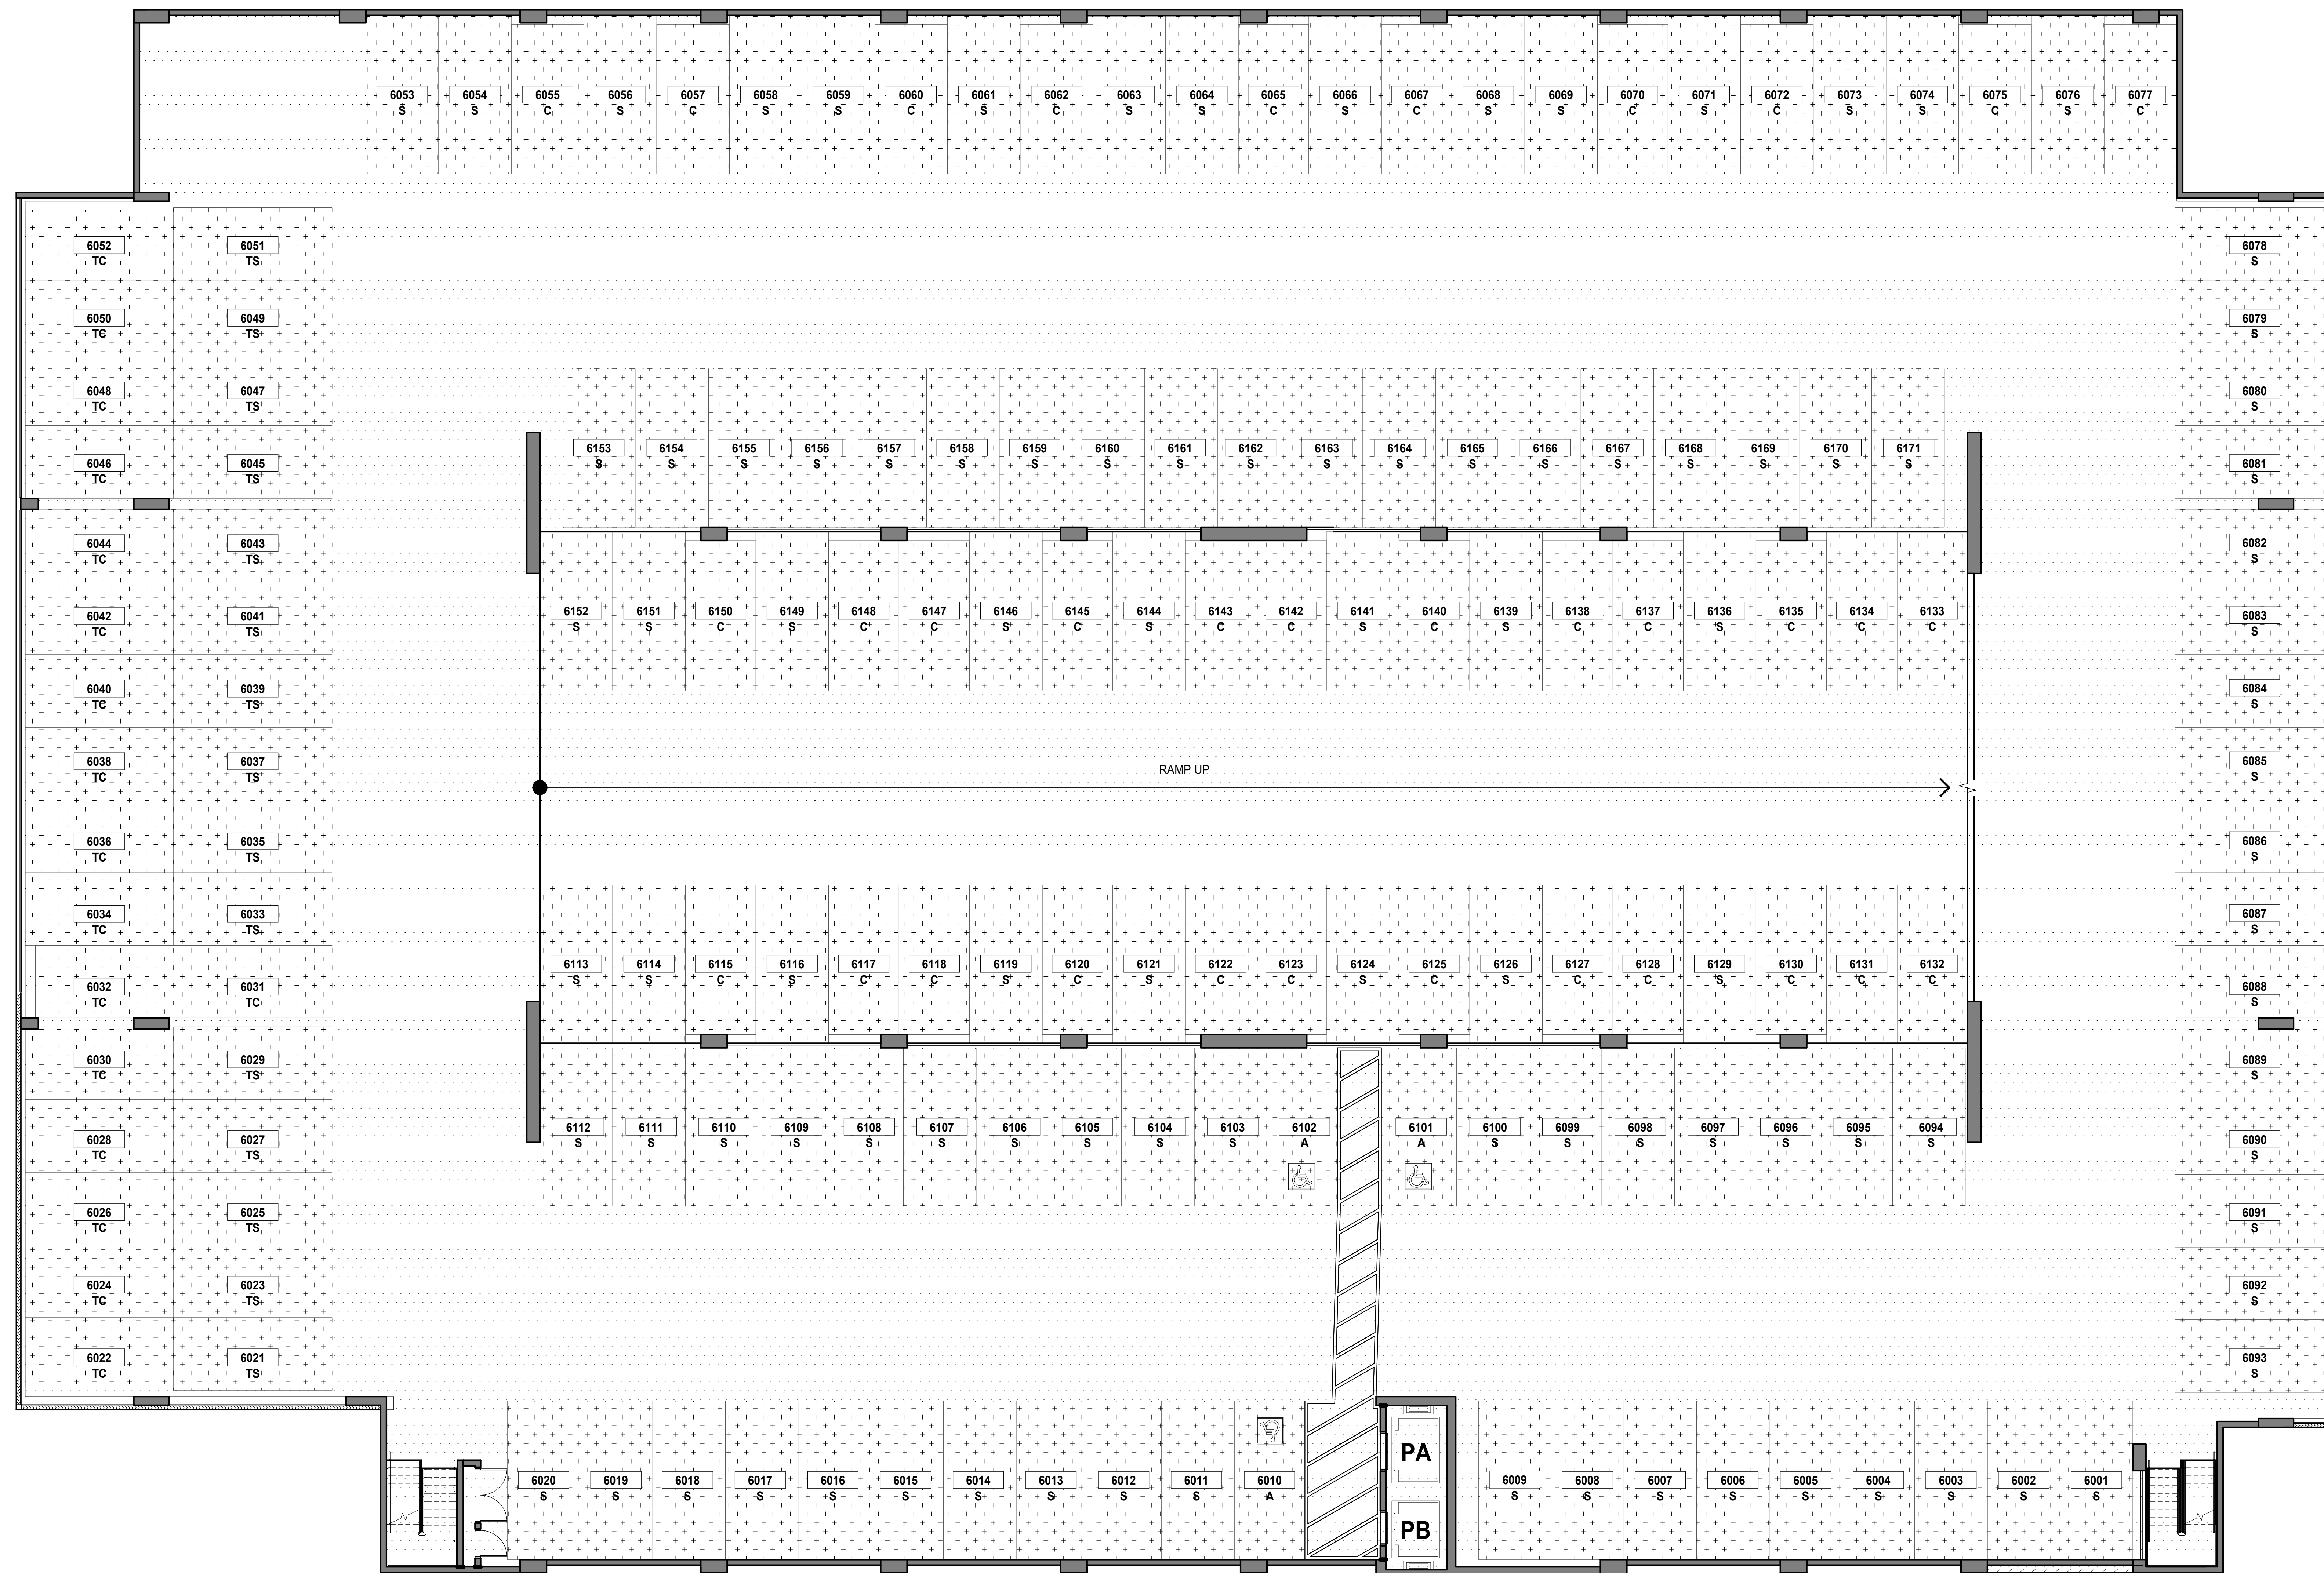 6053 6054 6055 6056 6057 6058 6059 6060 6061 6062 6063 6064 6065 6066 6067 6068 6069 6070 6071 6072 6073 6074 6075 6076 6077
S S C S C S S C S C S S C S C S S C S C S S C S C
6052 6051 6078
TC TS S
6050 6049 6079
TC TS S
6048 6047 6080
TC TS S
6153 6154 6155 6156 6157 6158 6159 6160 6161 6162 6163 6164 6165 6166 6167 6168 6169 6170 6171
S S S S S S S S S S S S S S S S S S S
6046 6045 6081
TC TS S
6044 6043 6082
TC TS S
6152 6151 6150 6149 6148 6147 6146 6145 6144 6143 6142 6141 6140 6139 6138 6137 6136 6135 6134 6133
S S C S C C S C S C C S C S C C S C C C
6042 6041 6083
TC TS S
6040 6039 6084
TC TS S
6038 6037 6085
TC TS S
RAMP UP
6036 6035 6086
TC TS S
6034 6033 6087
TC TS S
6113 6114 6115 6116 6117 6118 6119 6120 6121 6122 6123 6124 6125 6126 6127 6128 6129 6130 6131 6132
S S C S C C S C S C C S C S C C S C C C
6032 6031 6088
TC TC S
6030 6029 6089
TC TS S
6112 6111 6110 6109 6108 6107 6106 6105 6104 6103 6102 6101 6100 6099 6098 6097 6096 6095 6094
S S S S S S S S S S A A S S S S S S S
6028 6027 6090
TC TS S
6026 6025 6091
TC TS S
6024 6023 6092
TC TS S
6022 6021 6093
TC TS S
PA
6020 6019 6018 6017 6016 6015 6014 6013 6012 6011 6010 6009 6008 6007 6006 6005 6004 6003 6002 6001
S S S S S S S S S S A S S S S S S S S S
PB